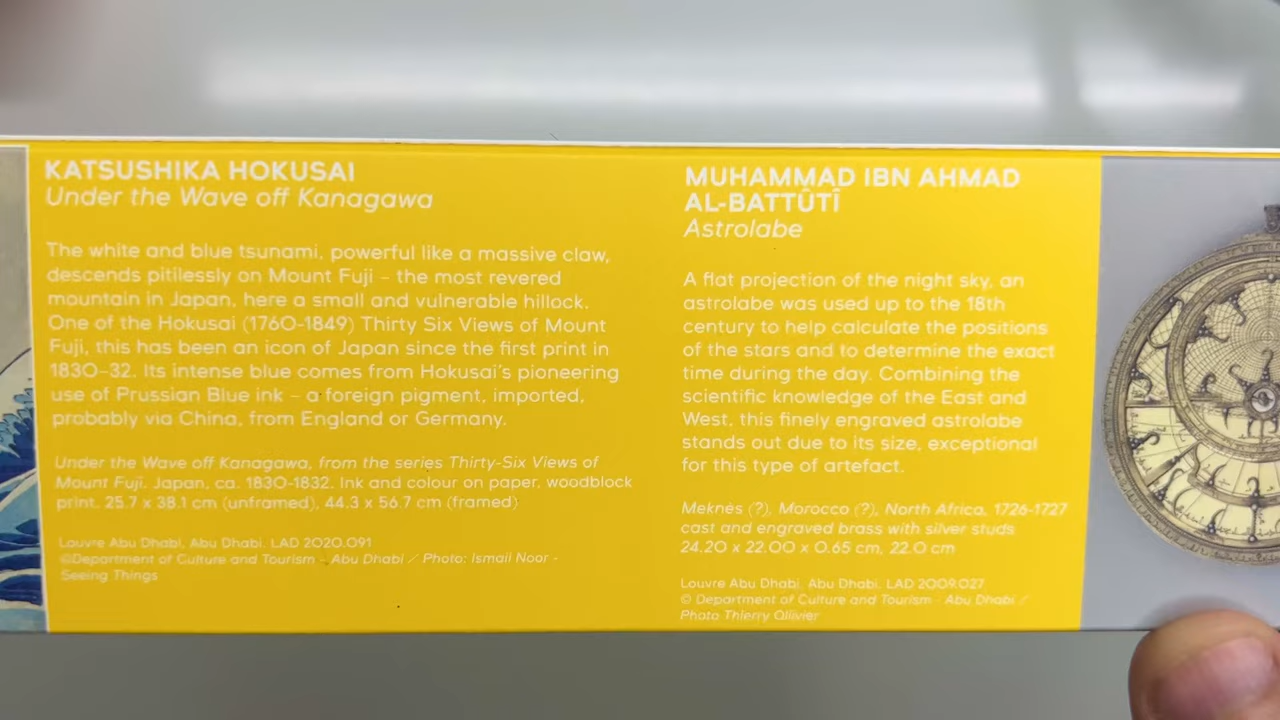 KATSUSHIKA HOKUSAI
Under the Wave off Kanagawa
The white and blue tsunami, powerful like a massive claw,
descends pitilessly on Mount Fuji – the most revered
mountain in Japan, here a small and vulnerable hillock.
One of the Hokusai (1760-1849) Thirty Six Views of Mount
Fuji, this has been an icon of Japan since the first print in
1830–32. Its intense blue comes from Hokusai's pioneering
use of Prussian Blue ink – a foreign pigment, imported,
probably via China, from England or Germany.
Under the Wave off Kanagawa, from the series Thirty-Six Views of
Mount Fuji. Japan, ca. 1830-1832. Ink and colour on paper, woodblock
print. 25.7 x 38.1 cm (unframed), 44.3 x 56.7 cm (framed)
Louvre Abu Dhabi, Abu Dhabi. LAD 2020.091
©Department of Culture and Tourism - Abu Dhabi / Photo: Ismail Noor -
Seeing Things
MUHAMMAD IBN AHMAD
AL-BATTÛTÎ
Astrolabe
A flat projection of the night sky, an
astrolabe was used up to the 18th
century to help calculate the positions
of the stars and to determine the exact
time during the day. Combining the
scientific knowledge of the East and
West, this finely engraved astrolabe
stands out due to its size, exceptional
for this type of artefact.
Meknès (?), Morocco (?), North Africa, 1726-1727
cast and engraved brass with silver studs
24.20 x 22.00 x 0.65 cm, 22.0 cm
Louvre Abu Dhabi, Abu Dhabi. LAD 2009.027
© Department of Culture and Tourism - Abu Dhabi /
Photo Thierry Ollivier